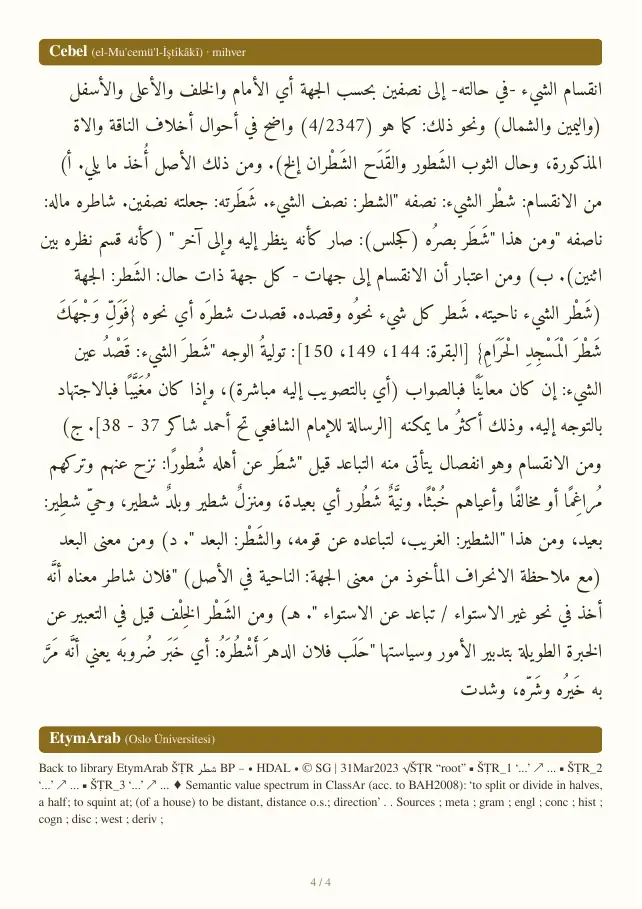 Cebel (el-Mu'cemü'l-İştikâkî) · mihver
انقسام الشيء -في حالته- إلى نصفين بحسب الجهة أي الأمام والخلف والأعلى والأسفل
(واليمين والشمال) ونحو ذلك: كما هو (4/2347) واضح في أحوال أخلاف الناقة والاة
المذكورة، وحال الثوب الشَطور والقَدَح الشَطْران إلخ). ومن ذلك الأصل أُخذ ما يلي. أ)
من الانقسام: شطْر الشيء: نصفه "الشطر: نصف الشيء. شَطَرته: جعلته نصفين. شاطره ماله:
ناصفه "ومن هذا "شَطَر بصرُه (كجلس): صار كأنه ينظر إليه وإلى آخر " (كأنه قسم نظره بين
اثنين). ب) ومن اعتبار أن الانقسام إلى جهات - كل جهة ذات حال: الشَطر: الجهة
(شَطْر الشيء ناحيته. شَطر كل شيء نحوُه وقصده. قصدت شطرَه أي نحوه {فَوَلِّ وَجْهَكَ
شَطْرَ الْمَسْجِدِ الْحَرَامِ} [البقرة: 144، 149، 150]: توليةُ الوجه "شَطرَ الشيء: قَصْدُ عين
الشيء: إن كان معايَنًا فبالصواب (أي بالتصويب إليه مباشرة)، وإذا كان مُغَيَّبًا فبالاجتهاد
بالتوجه إليه. وذلك أكثرُ ما يمكنه [الرسالة للإمام الشافعي تح أحمد شاكر 37 - 38]. ج)
ومن الانقسام وهو انفصال يتأتى منه التباعد قيل "شطَر عن أهله شُطورًا: نزح عنهم وتركهم
مُراغِمًا أو مخالفًا وأعياهم خُبْثًا. ونِيَّةٌ شَطُور أي بعيدة، ومنزلٌ شطير وبلدٌ شطير، وحيّ شطِير:
بعيد، ومن هذا "الشطير: الغريب، لتباعده عن قومه، والشَطْر: البعد ". د) ومن معنى البعد
(مع ملاحظة الانحراف المأخوذ من معنى الجهة: الناحية في الأصل) "فلان شاطر معناه أنَّه
أخذ في نحو غير الاستواء / تباعد عن الاستواء ". هـ) ومن الشَطْر الخِلْف قيل في التعبير عن
الخبرة الطويلة بتدبير الأمور وسياستها "حَلَب فلان الدهرَ أَشْطُرَهُ: أي خَبَر ضُروبَه يعني أنَّه مَرَّ
به خَيرُه وشَرّه، وشدت
EtymArab (Oslo Üniversitesi)
Back to library EtymArab ŠṬR شطر BP – • HDAL • © SG | 31Mar2023 √ŠṬR “root” ▪ ŠṬR_1 ‘...’ ↗ ... ▪ ŠṬR_2
‘...’ ↗ ... ▪ ŠṬR_3 ‘...’ ↗ ... ♦ Semantic value spectrum in ClassAr (acc. to BAH2008): ‘to split or divide in halves,
a half; to squint at; (of a house) to be distant, distance o.s.; direction’ . . Sources ; meta ; gram ; engl ; conc ; hist ;
cogn ; disc ; west ; deriv ;
4 / 4